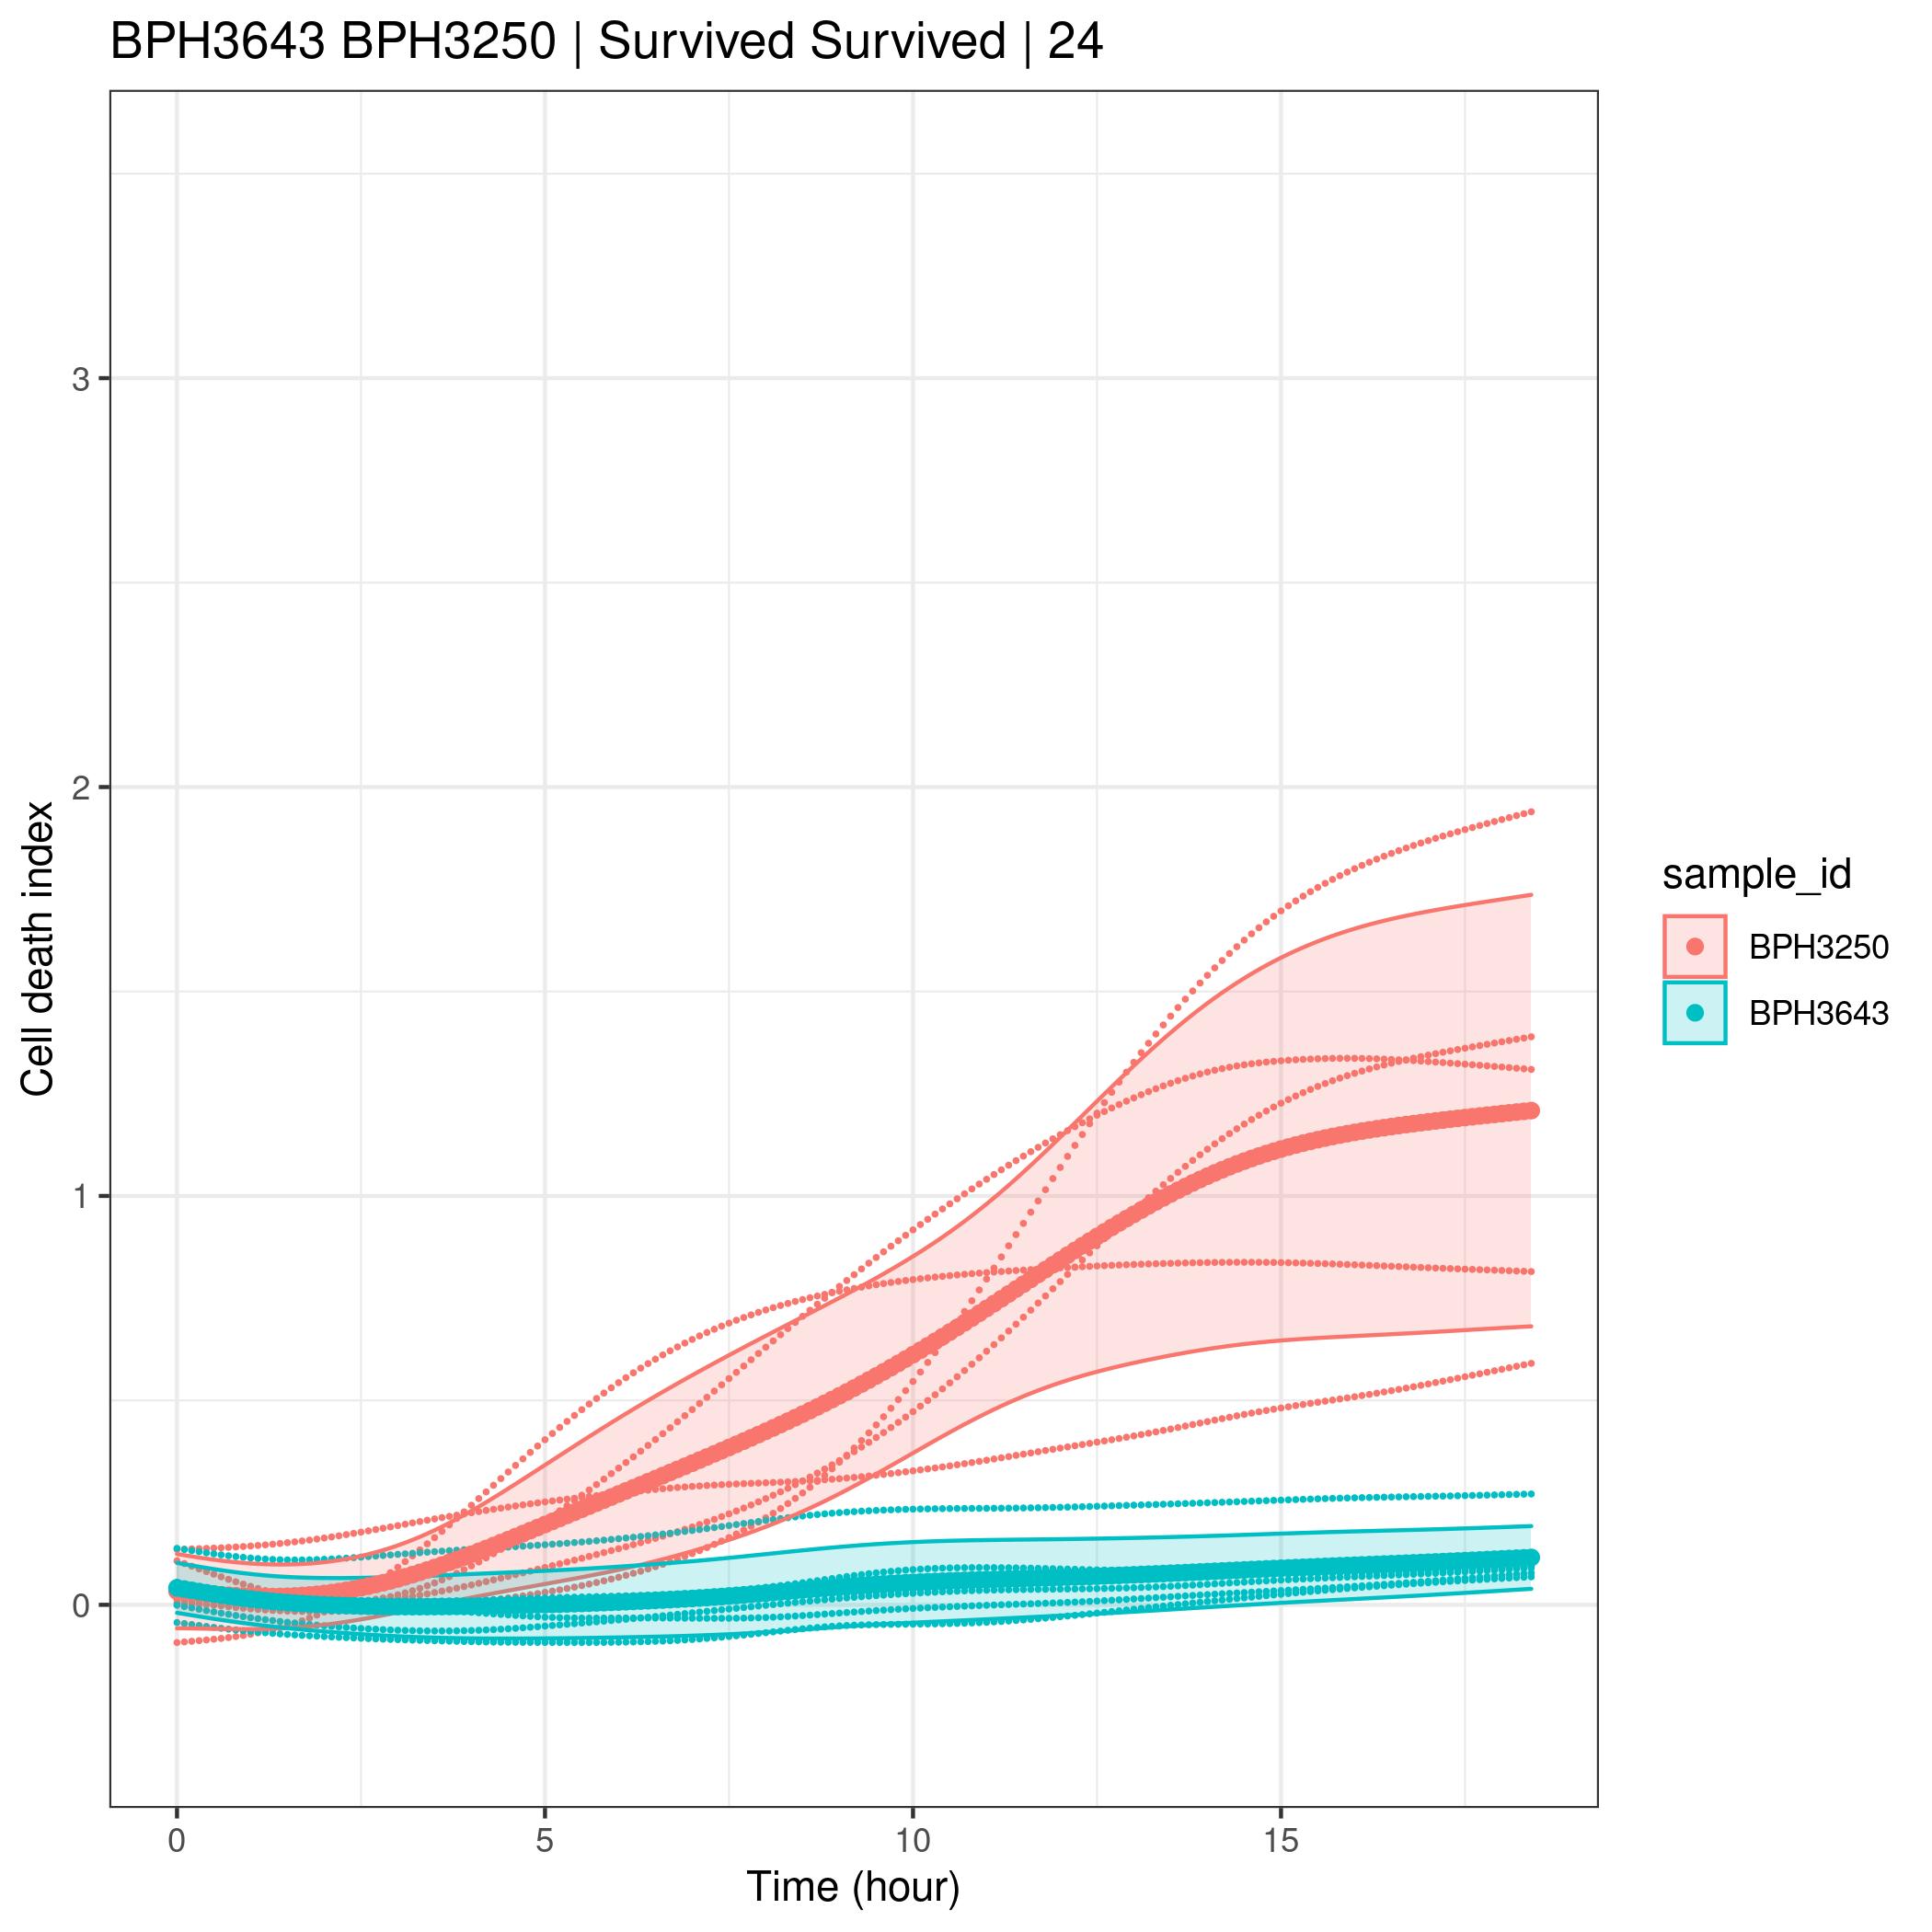 BPH3643 BPH3250 | Survived Survived | 24
3
2
1
0
Cell death index
0 5 10 15
Time (hour)
sample_id
BPH3250
BPH3643